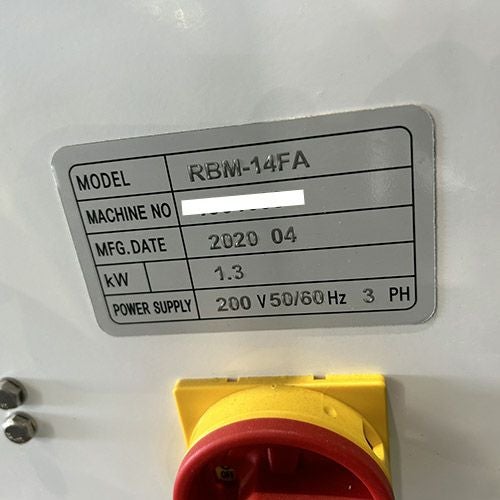 MODEL RBM-14FA
MACHINE NO
MFG.DATE 2020 04
kW 1.3
POWER SUPPLY 200 V 50/60 Hz 3 PH
OFF